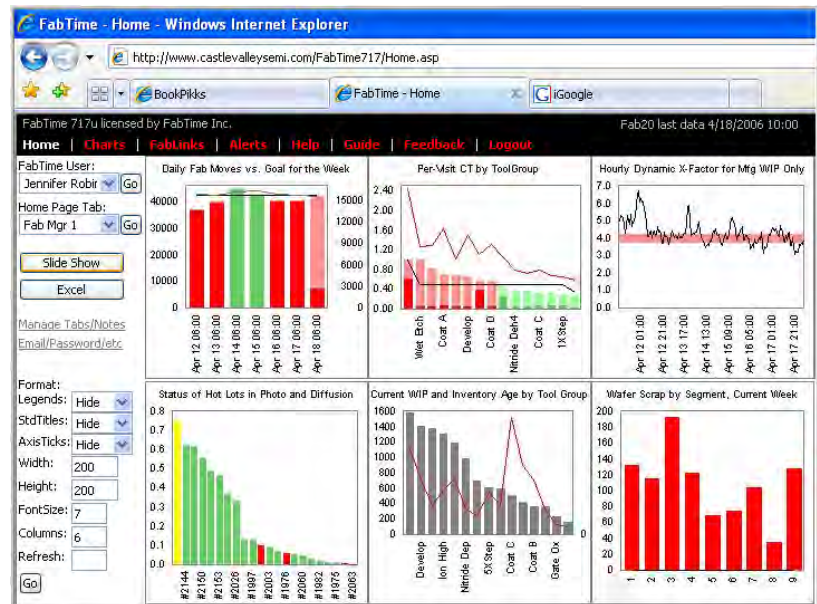 FabTime - Home - Windows Internet Explorer
http://www.castlevalleysemi.com/FabTime717/Home.asp
BookPikks
FabTime - Home
iGoogle
FabTime 717u licensed by FabTime Inc.
Fab20 last data 4/18/2006 10:00
Home | Charts | FabLinks | Alerts | Help | Guide | Feedback | Logout
FabTime User:
Jennifer Robir Go
Home Page Tab:
Fab Mgr 1 Go
Slide Show
Excel
Manage Tabs/Notes
Email/Password/etc
Format:
Legends: Hide
StdTitles: Hide
AxisTicks: Hide
Width: 200
Height: 200
FontSize: 7
Columns: 6
Refresh:
Go
Daily Fab Moves vs. Goal for the Week
40000
30000
20000
10000
0
15000
12000
9000
6000
3000
0
Apr 12 06:00
Apr 13 06:00
Apr 14 06:00
Apr 15 06:00
Apr 16 06:00
Apr 17 06:00
Apr 18 06:00
Per-Visit CT by ToolGroup
2.40
2.00
1.60
1.20
0.80
0.40
0.00
Wet Etch
Coat A
Develop
Coat D
Nitride Deh4
Coat C
1XStep
Hourly Dynamic X-Factor for Mfg WIP Only
7.0
6.0
5.0
4.0
3.0
2.0
1.0
0.0
Apr 12 01:00
Apr 12 21:00
Apr 13 17:00
Apr 14 13:00
Apr 15 09:00
Apr 16 05:00
Apr 17 01:00
Apr 17 21:00
Status of Hot Lots in Photo and Diffusion
0.8
0.7
0.6
0.5
0.4
0.3
0.2
0.1
0.0
#2144
#2150
#2153
#2026
#1997
#2003
#1976
#2060
#1982
#1975
#2063
Current WIP and Inventory Age by Tool Group
1600
1400
1200
1000
800
600
400
200
0
0
Develop
Ion High
Nitride Dep
5XStep
Coat C
Coat B
Gate Ox
Wafer Scrap by Segment, Current Week
200
180
160
140
120
100
80
60
40
20
0
1
2
3
4
5
6
7
8
9